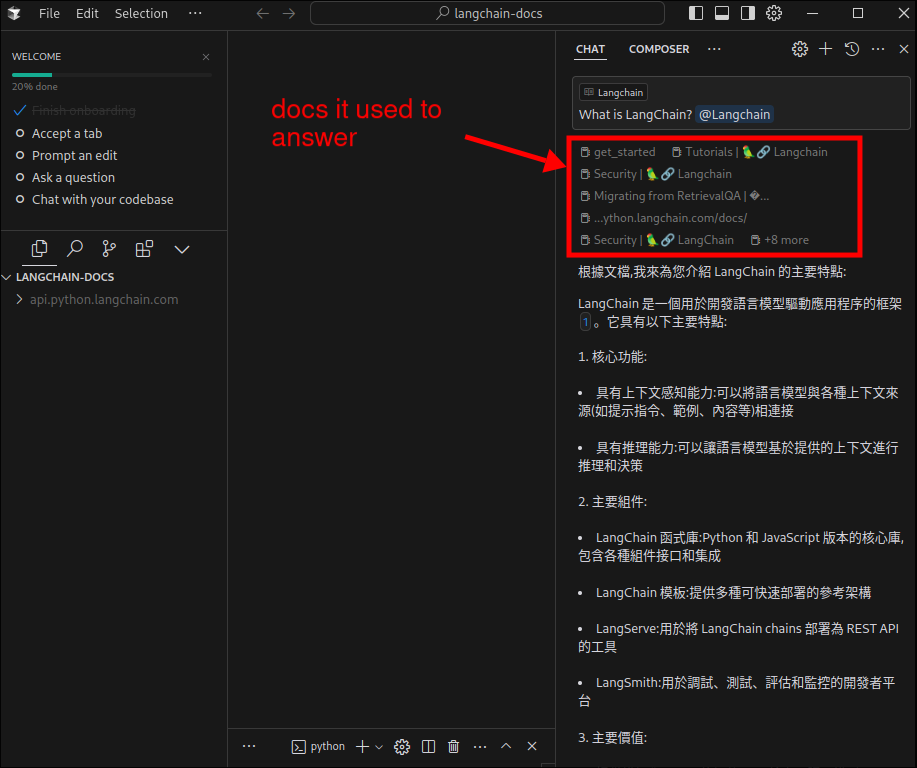 File Edit Selection ··· langchain-docs
WELCOME
20% done
Finish onboarding
Accept a tab
Prompt an edit
Ask a question
Chat with your codebase
LANGCHAIN-DOCS
api.python.langchain.com
docs it used to
answer
python
CHAT COMPOSER ···
Langchain
What is LangChain? @Langchain
get_started Tutorials | 🦜🔗 Langchain
Security | 🦜🔗 Langchain
Migrating from RetrievalQA | �...
...ython.langchain.com/docs/
Security | 🦜🔗 LangChain +8 more
根據文檔,我來為您介紹 LangChain 的主要特點:
LangChain 是一個用於開發語言模型驅動應用程序的框架
1 。它具有以下主要特點:
1. 核心功能:
• 具有上下文感知能力:可以將語言模型與各種上下文來
源(如提示指令、範例、內容等)相連接
• 具有推理能力:可以讓語言模型基於提供的上下文進行
推理和決策
2. 主要組件:
• LangChain 函式庫:Python 和 JavaScript 版本的核心庫,
包含各種組件接口和集成
• LangChain 模板:提供多種可快速部署的參考架構
• LangServe:用於將 LangChain chains 部署為 REST API
的工具
• LangSmith:用於調試、測試、評估和監控的開發者平
台
3. 主要價值: